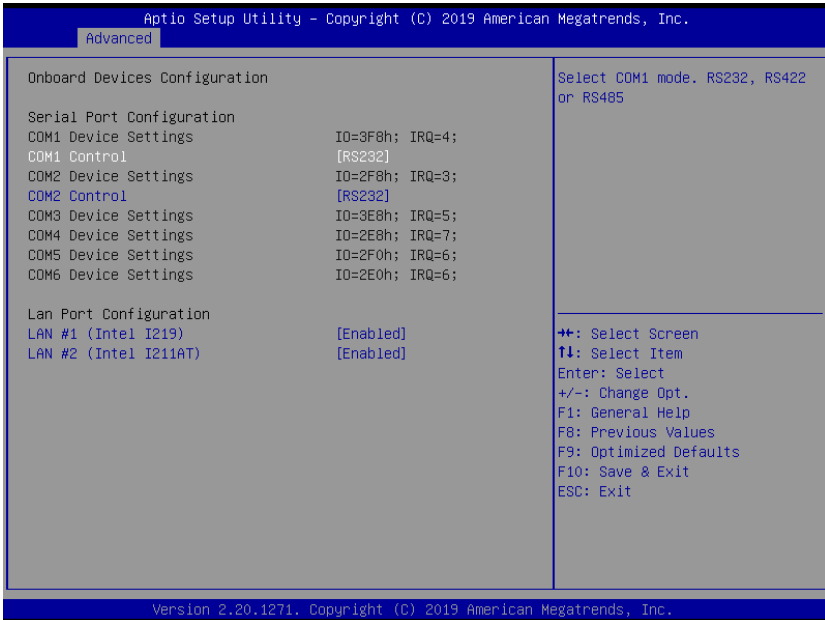 Aptio Setup Utility – Copyright (C) 2019 American Megatrends, Inc.
Advanced
Onboard Devices Configuration
Serial Port Configuration
COM1 Device Settings IO=3F8h; IRQ=4;
COM1 Control [RS232]
COM2 Device Settings IO=2F8h; IRQ=3;
COM2 Control [RS232]
COM3 Device Settings IO=3E8h; IRQ=5;
COM4 Device Settings IO=2E8h; IRQ=7;
COM5 Device Settings IO=2F0h; IRQ=6;
COM6 Device Settings IO=2E0h; IRQ=6;
Lan Port Configuration
LAN #1 (Intel I219) [Enabled]
LAN #2 (Intel I211AT) [Enabled]
Select COM1 mode. RS232, RS422
or RS485
→←: Select Screen
↑↓: Select Item
Enter: Select
+/-: Change Opt.
F1: General Help
F8: Previous Values
F9: Optimized Defaults
F10: Save & Exit
ESC: Exit
Version 2.20.1271. Copyright (C) 2019 American Megatrends, Inc.